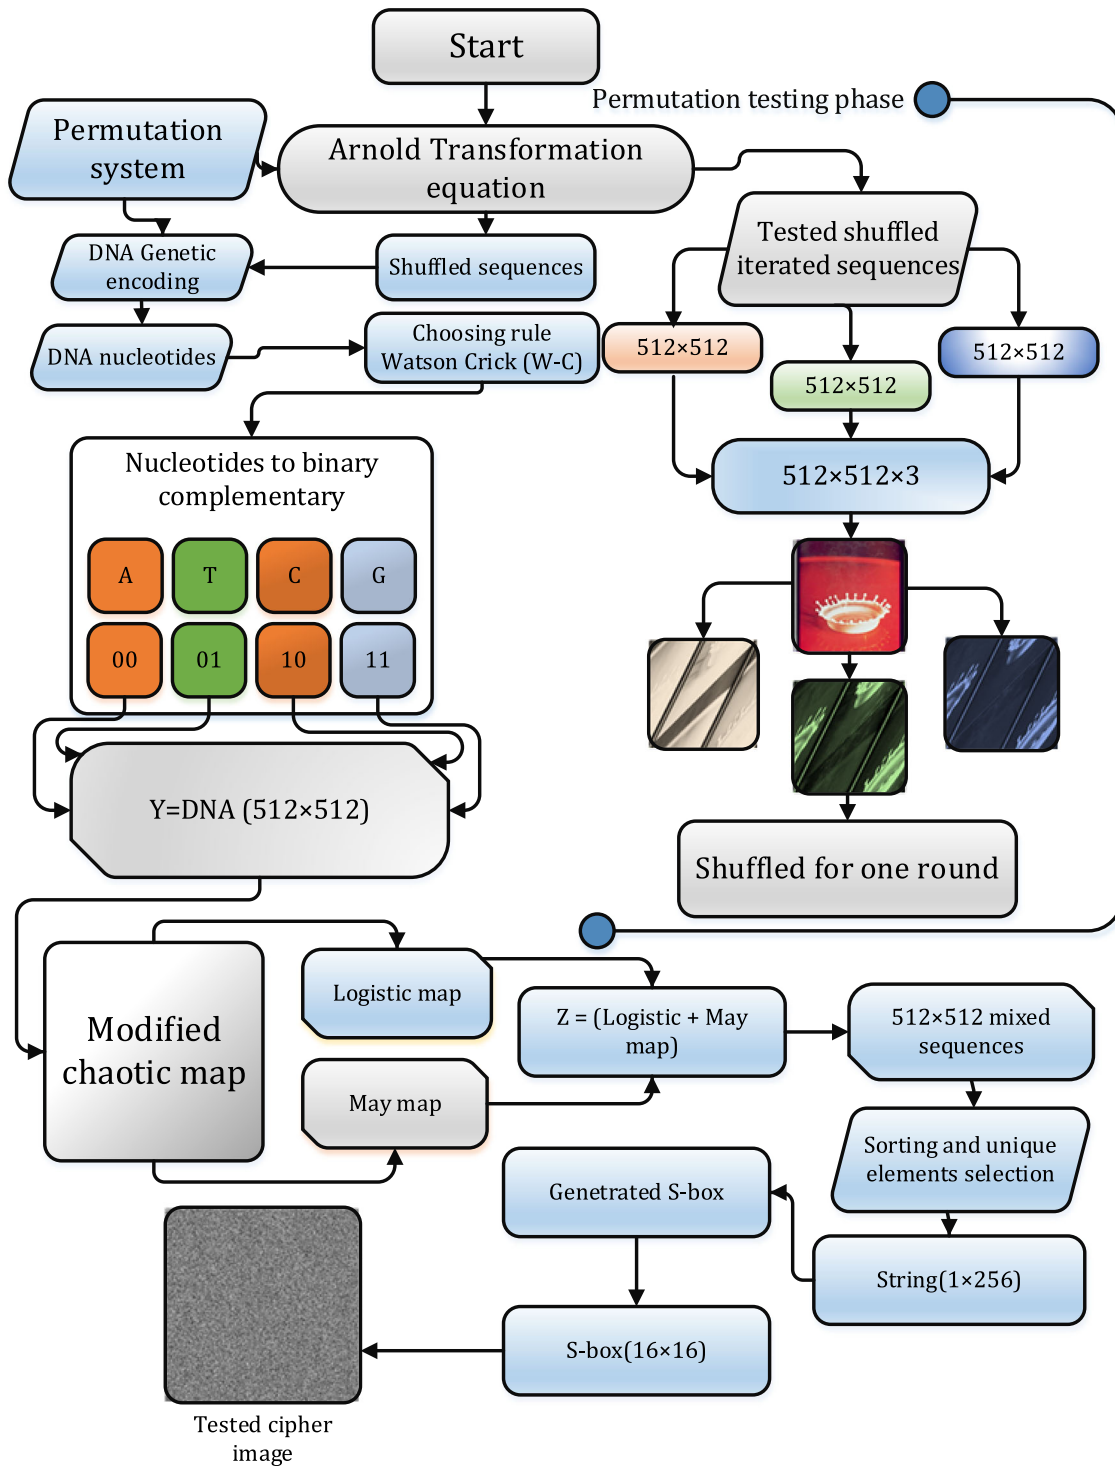 Start
Permutation testing phase
Permutation
system
Arnold Transformation
equation
DNA Genetic
encoding
Shuffled sequences
Tested shuffled
iterated sequences
DNA nucleotides
Choosing rule
Watson Crick (W-C)
512×512
512×512
512×512
512×512×3
Nucleotides to binary
complementary
A T C G
00 01 10 11
Y=DNA (512×512)
Shuffled for one round
Modified
chaotic map
Logistic map
May map
Z = (Logistic + May
map)
512×512 mixed
sequences
Sorting and unique
elements selection
Genetrated S-box
String(1×256)
S-box(16×16)
Tested cipher
image